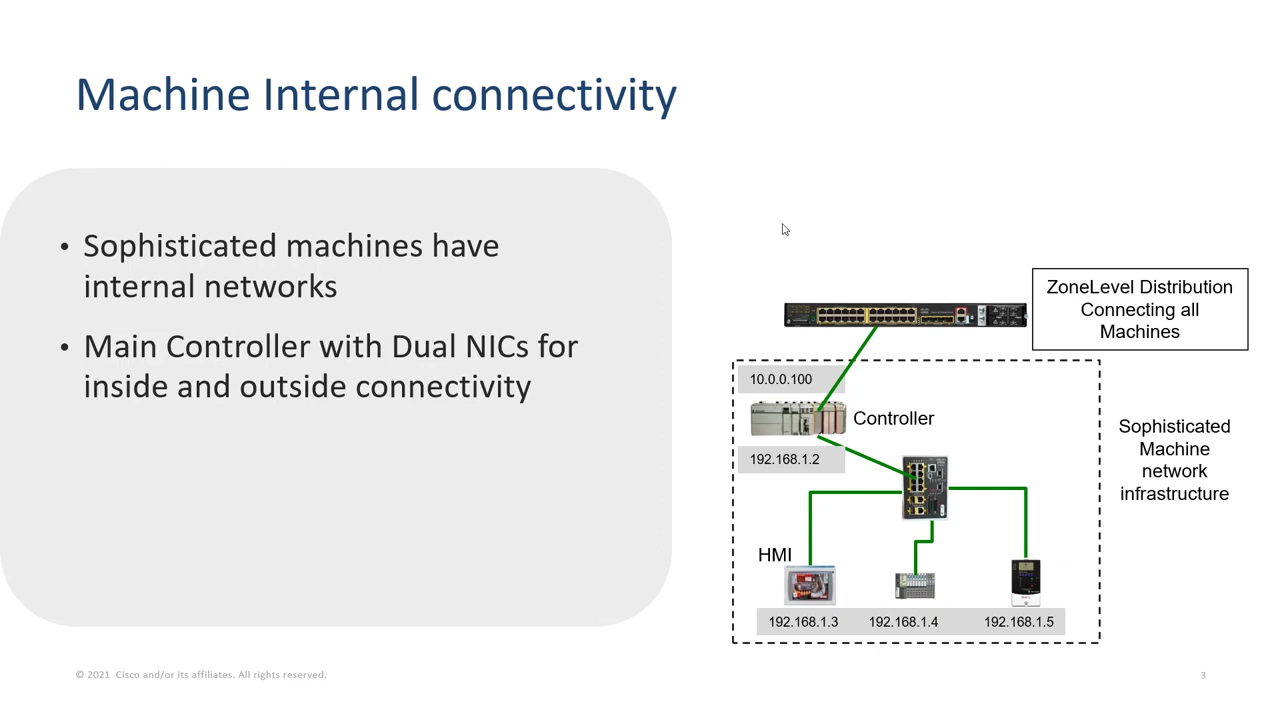 Machine Internal connectivity
• Sophisticated machines have
internal networks
• Main Controller with Dual NICs for
inside and outside connectivity
ZoneLevel Distribution
Connecting all
Machines
10.0.0.100
Controller
192.168.1.2
Sophisticated
Machine
network
infrastructure
HMI
192.168.1.3
192.168.1.4
192.168.1.5
© 2021 Cisco and/or its affiliates. All rights reserved.
3